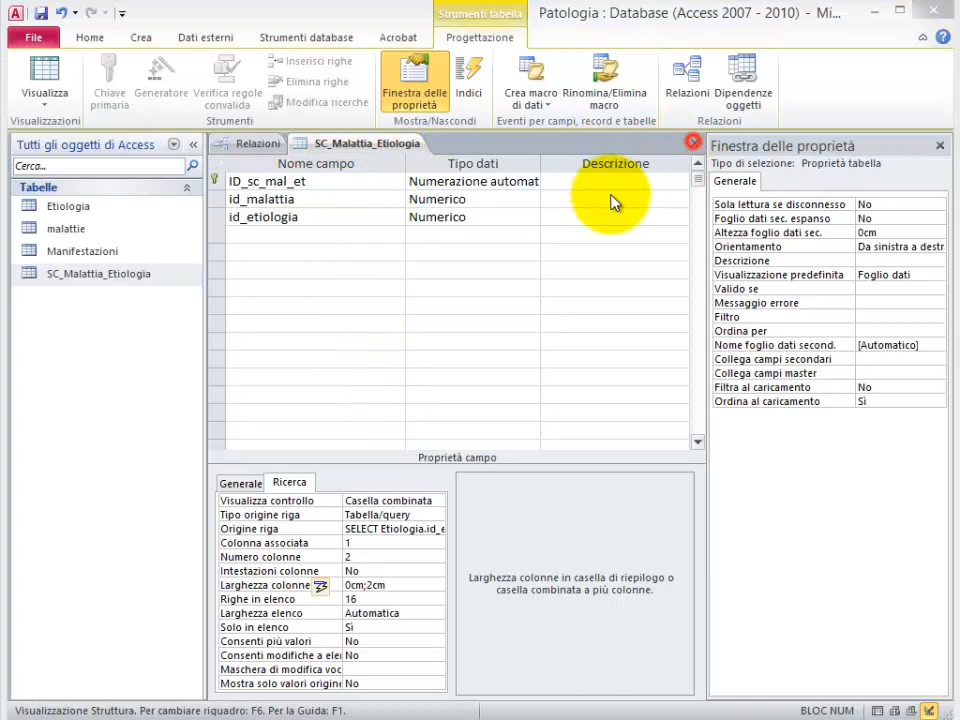 Strumenti tabella
Patologia : Database (Access 2007 - 2010) - Mi...
File
Home
Crea
Dati esterni
Strumenti database
Acrobat
Progettazione
Visualizza
Chiave primaria
Generatore
Verifica regole convalida
Inserisci righe
Elimina righe
Modifica ricerche
Finestra delle proprietà
Indici
Crea macro di dati
Rinomina/Elimina macro
Relazioni
Dipendenze oggetti
Visualizzazioni
Strumenti
Mostra/Nascondi
Eventi per campi, record e tabelle
Relazioni
Tutti gli oggetti di Access
Cerca...
Tabelle
Etiologia
malattie
Manifestazioni
SC_Malattia_Etiologia
Relazioni
SC_Malattia_Etiologia
Nome campo
Tipo dati
Descrizione
ID_sc_mal_et
Numerazione automat
id_malattia
Numerico
id_etiologia
Numerico
Proprietà campo
Generale
Ricerca
Visualizza controllo
Casella combinata
Tipo origine riga
Tabella/query
Origine riga
SELECT Etiologia.id_e
Colonna associata
1
Numero colonne
2
Intestazioni colonne
No
Larghezza colonne
0cm;2cm
Righe in elenco
16
Larghezza elenco
Automatica
Solo in elenco
Sì
Consenti più valori
No
Consenti modifiche a eler
No
Maschera di modifica voc
Mostra solo valori origine
No
Larghezza colonne in casella di riepilogo o
casella combinata a più colonne.
Finestra delle proprietà
Tipo di selezione: Proprietà tabella
Generale
Sola lettura se disconnesso
No
Foglio dati sec. espanso
No
Altezza foglio dati sec.
0cm
Orientamento
Da sinistra a destr
Descrizione
Visualizzazione predefinita
Foglio dati
Valido se
Messaggio errore
Filtro
Ordina per
Nome foglio dati second.
[Automatico]
Collega campi secondari
Collega campi master
Filtra al caricamento
No
Ordina al caricamento
Sì
Visualizzazione Struttura. Per cambiare riquadro: F6. Per la Guida: F1.
BLOC NUM